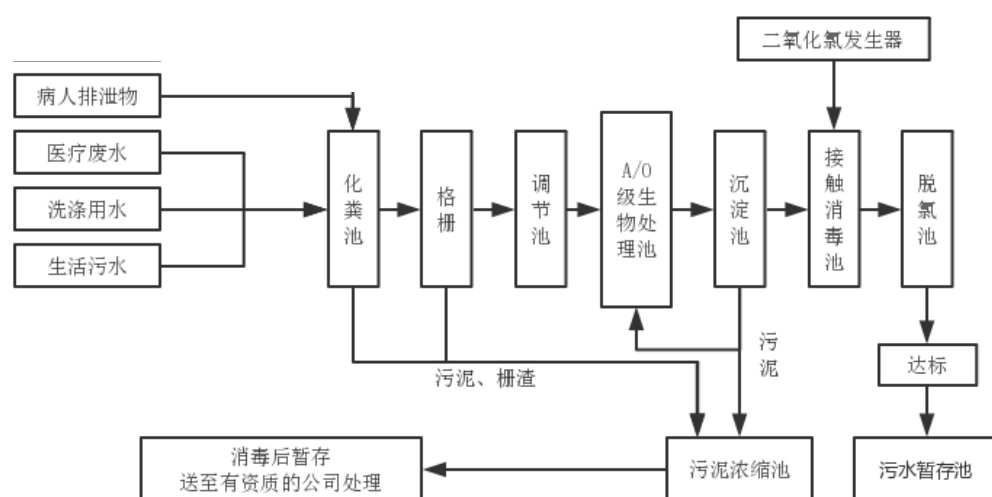 二氧化氯发生器
病人排泄物
医疗废水
洗涤用水
生活污水
化粪池
格栅
调节池
A/O
级生
物处
理池
沉淀池
接触消毒池
脱氯池
污泥
污泥、栅渣
达标
消毒后暂存
送至有资质的公司处理
污泥浓缩池
污水暂存池